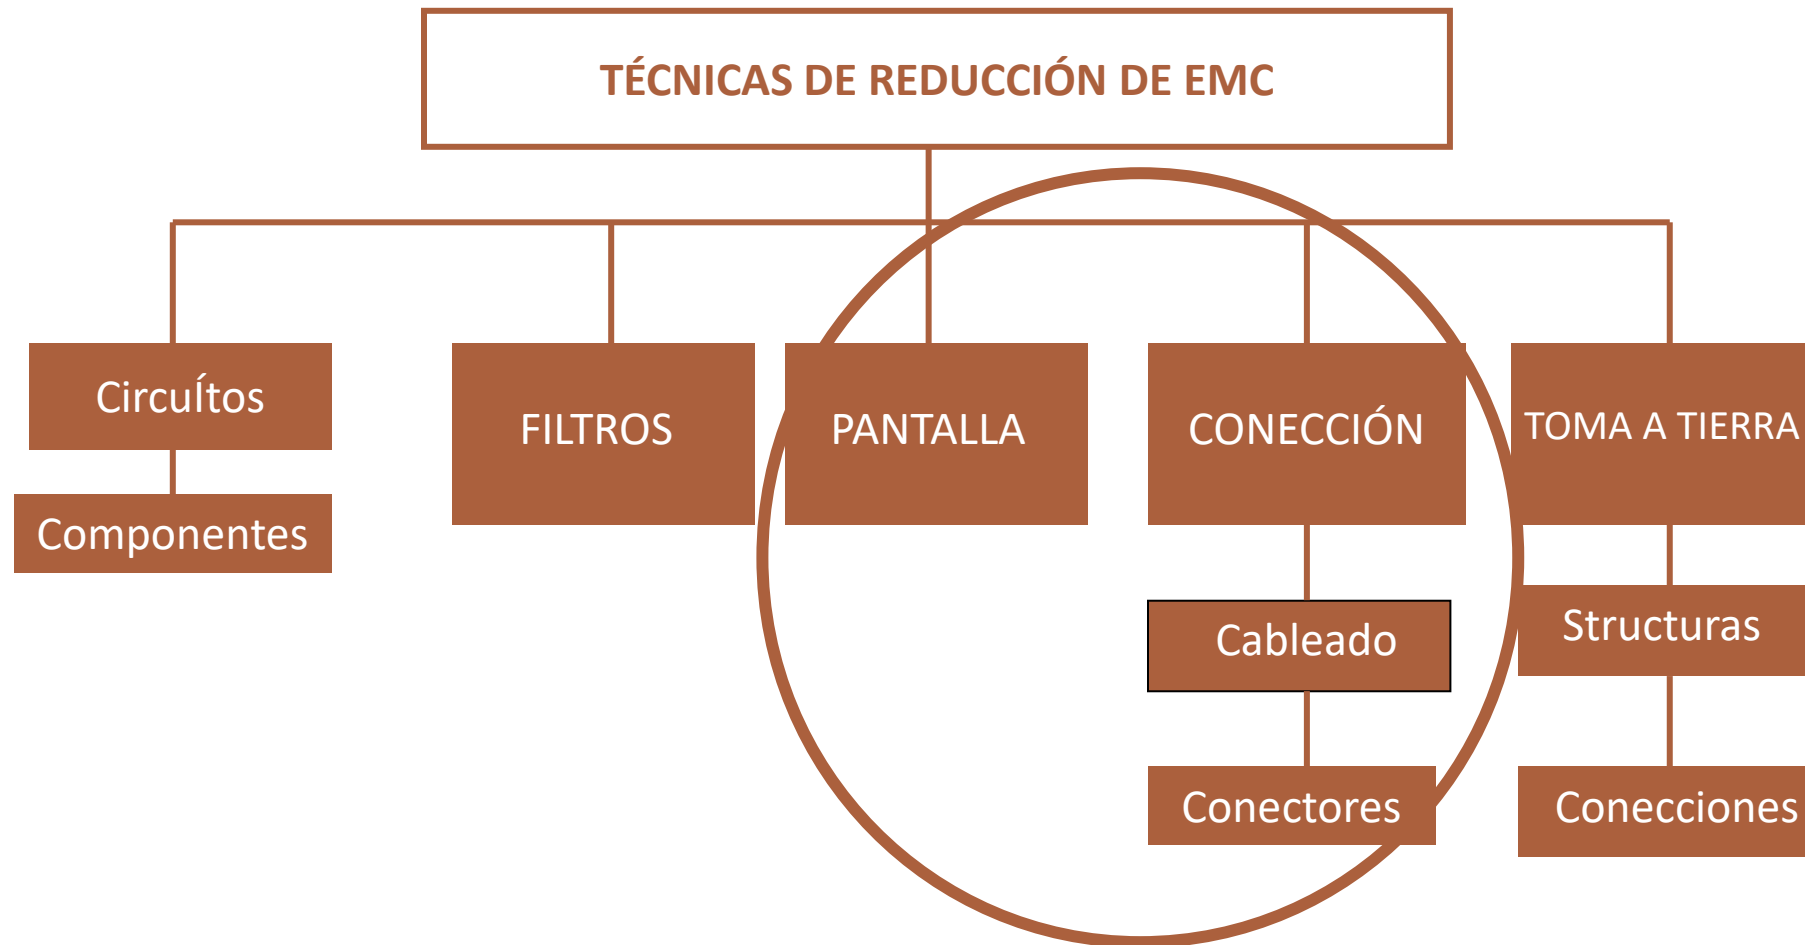 TÉCNICAS DE REDUCCIÓN DE EMC
CircuÍtos
FILTROS
PANTALLA
CONECCIÓN
TOMA A TIERRA
Componentes
Cableado
Structuras
Conectores
Conecciones